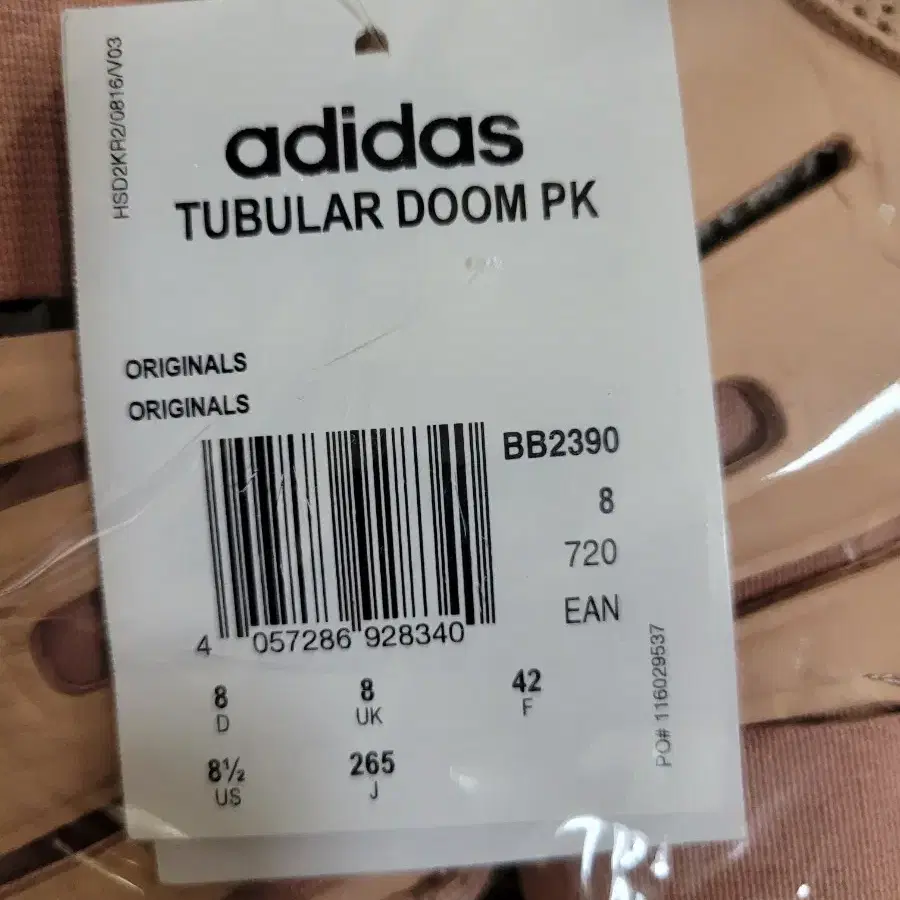 HSD2KR2/0816/V03
adidas
TUBULAR DOOM PK
ORIGINALS
ORIGINALS
BB2390
8
720
EAN
4 057286 928340
8 8 42
D UK F
8½ 265
US J
PO# 116029537